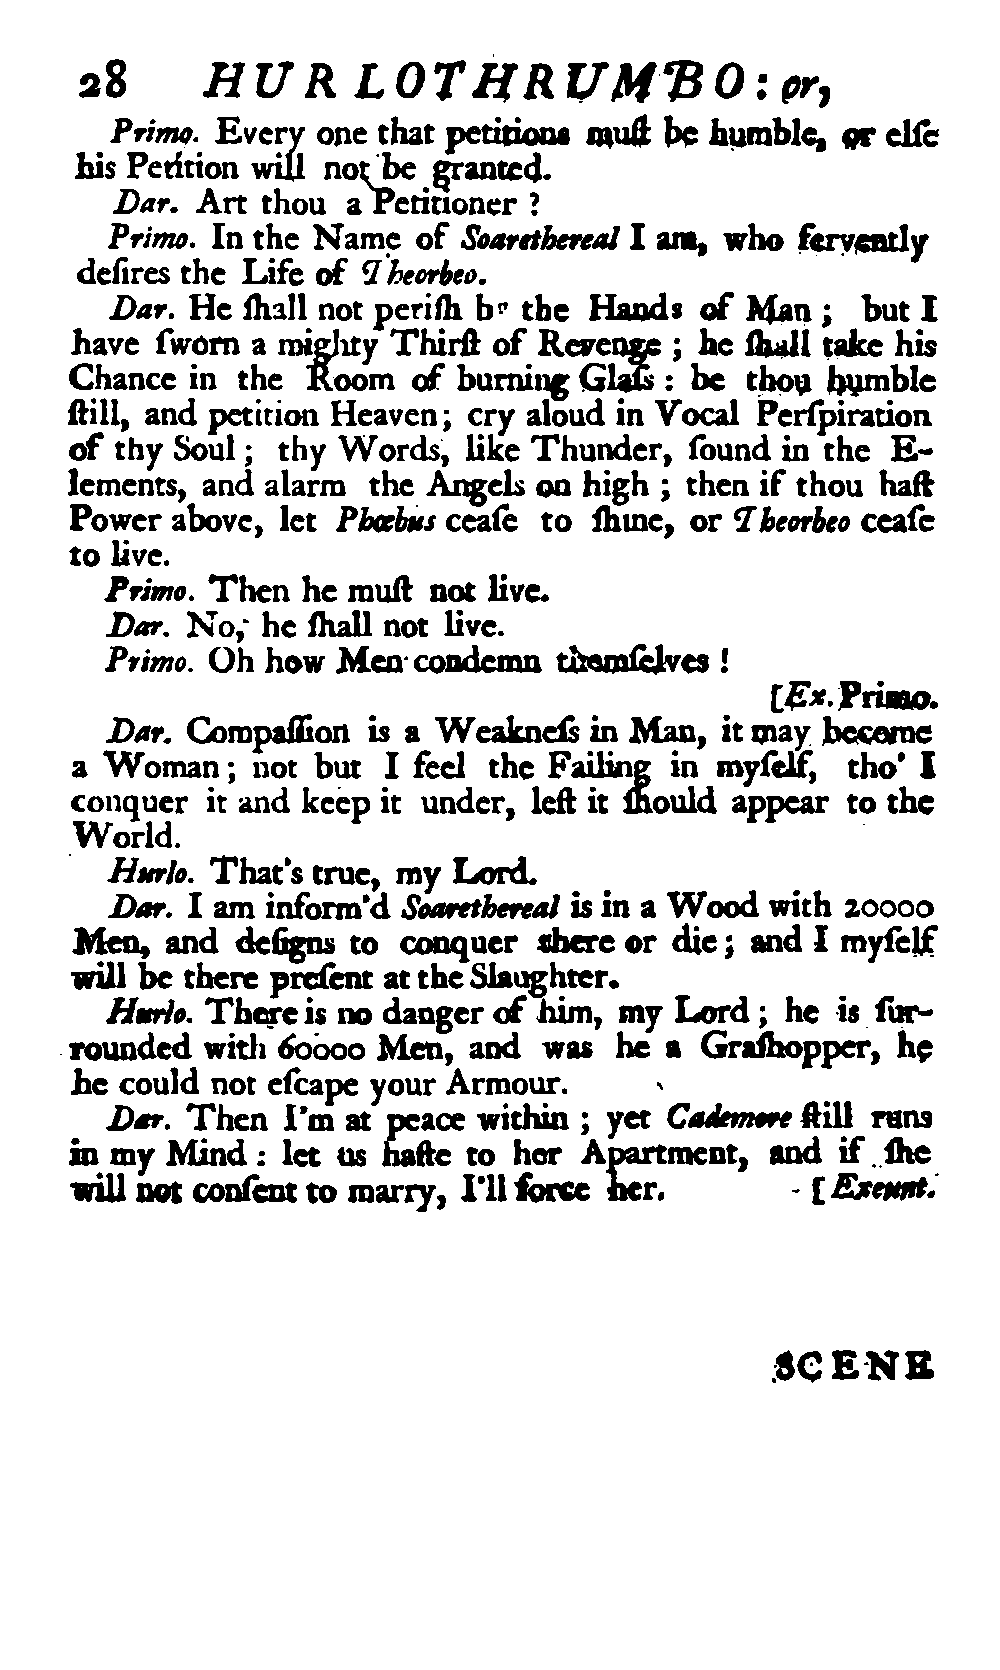 28 HURLOTHRUMBO: or,
Primo. Every one that petitions muſt be humble, or elſe
his Petition will not be granted.
Dar. Art thou a Petitioner ?
Primo. In the Name of Soarethereal I am, who fervently
deſires the Life of Theorbeo.
Dar. He ſhall not periſh by the Hands of Man ; but I
have ſworn a mighty Thirſt of Revenge ; he ſhall take his
Chance in the Room of burning Glaſs : be thou humble
ſtill, and petition Heaven; cry aloud in Vocal Perſpiration
of thy Soul ; thy Words, like Thunder, ſound in the E-
lements, and alarm the Angels on high ; then if thou haſt
Power above, let Phœbus ceaſe to ſhine, or Theorbeo ceaſe
to live.
Primo. Then he muſt not live.
Dar. No, he ſhall not live.
Primo. Oh how Men condemn themſelves !
[Ex. Primo.
Dar. Compaſſion is a Weakneſs in Man, it may become
a Woman ; not but I feel the Failing in myſelf, tho' I
conquer it and keep it under, leſt it ſhould appear to the
World.
Hurlo. That's true, my Lord.
Dar. I am inform'd Soarethereal is in a Wood with 20000
Men, and deſigns to conquer there or die ; and I myſelf
will be there preſent at the Slaughter.
Hurlo. There is no danger of him, my Lord ; he is ſur-
rounded with 60000 Men, and was he a Graſhopper, he
he could not eſcape your Armour.
Dar. Then I'm at peace within ; yet Cademore ſtill runs
in my Mind : let us haſte to her Apartment, and if ſhe
will not conſent to marry, I'll force her. [Exeunt.
SCENE